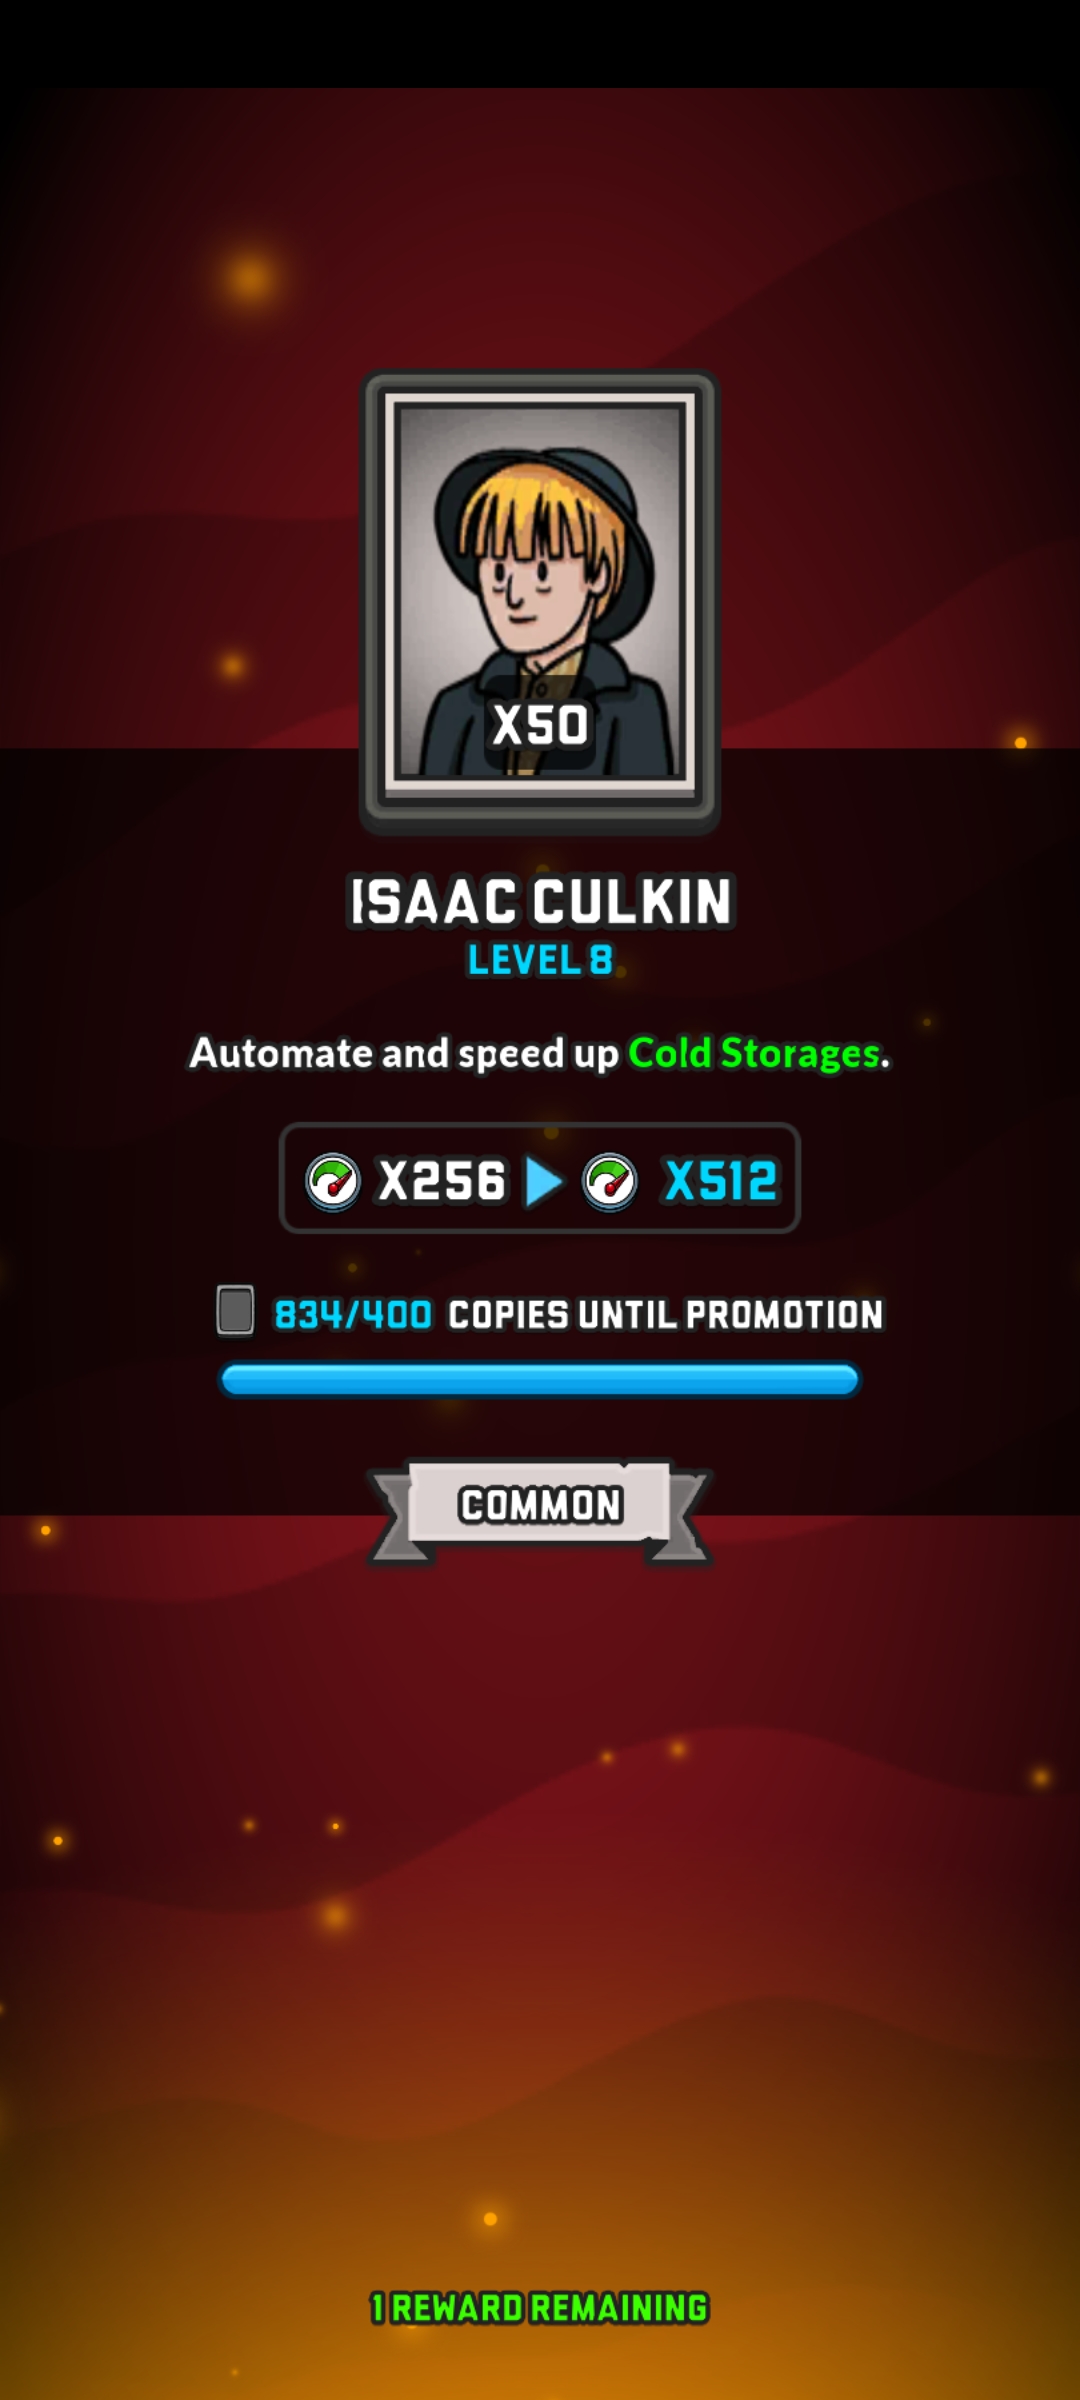 X50
ISAAC CULKIN
LEVEL 8
Automate and speed up Cold Storages.
X256 X512
834/400 COPIES UNTIL PROMOTION
COMMON
1 REWARD REMAINING